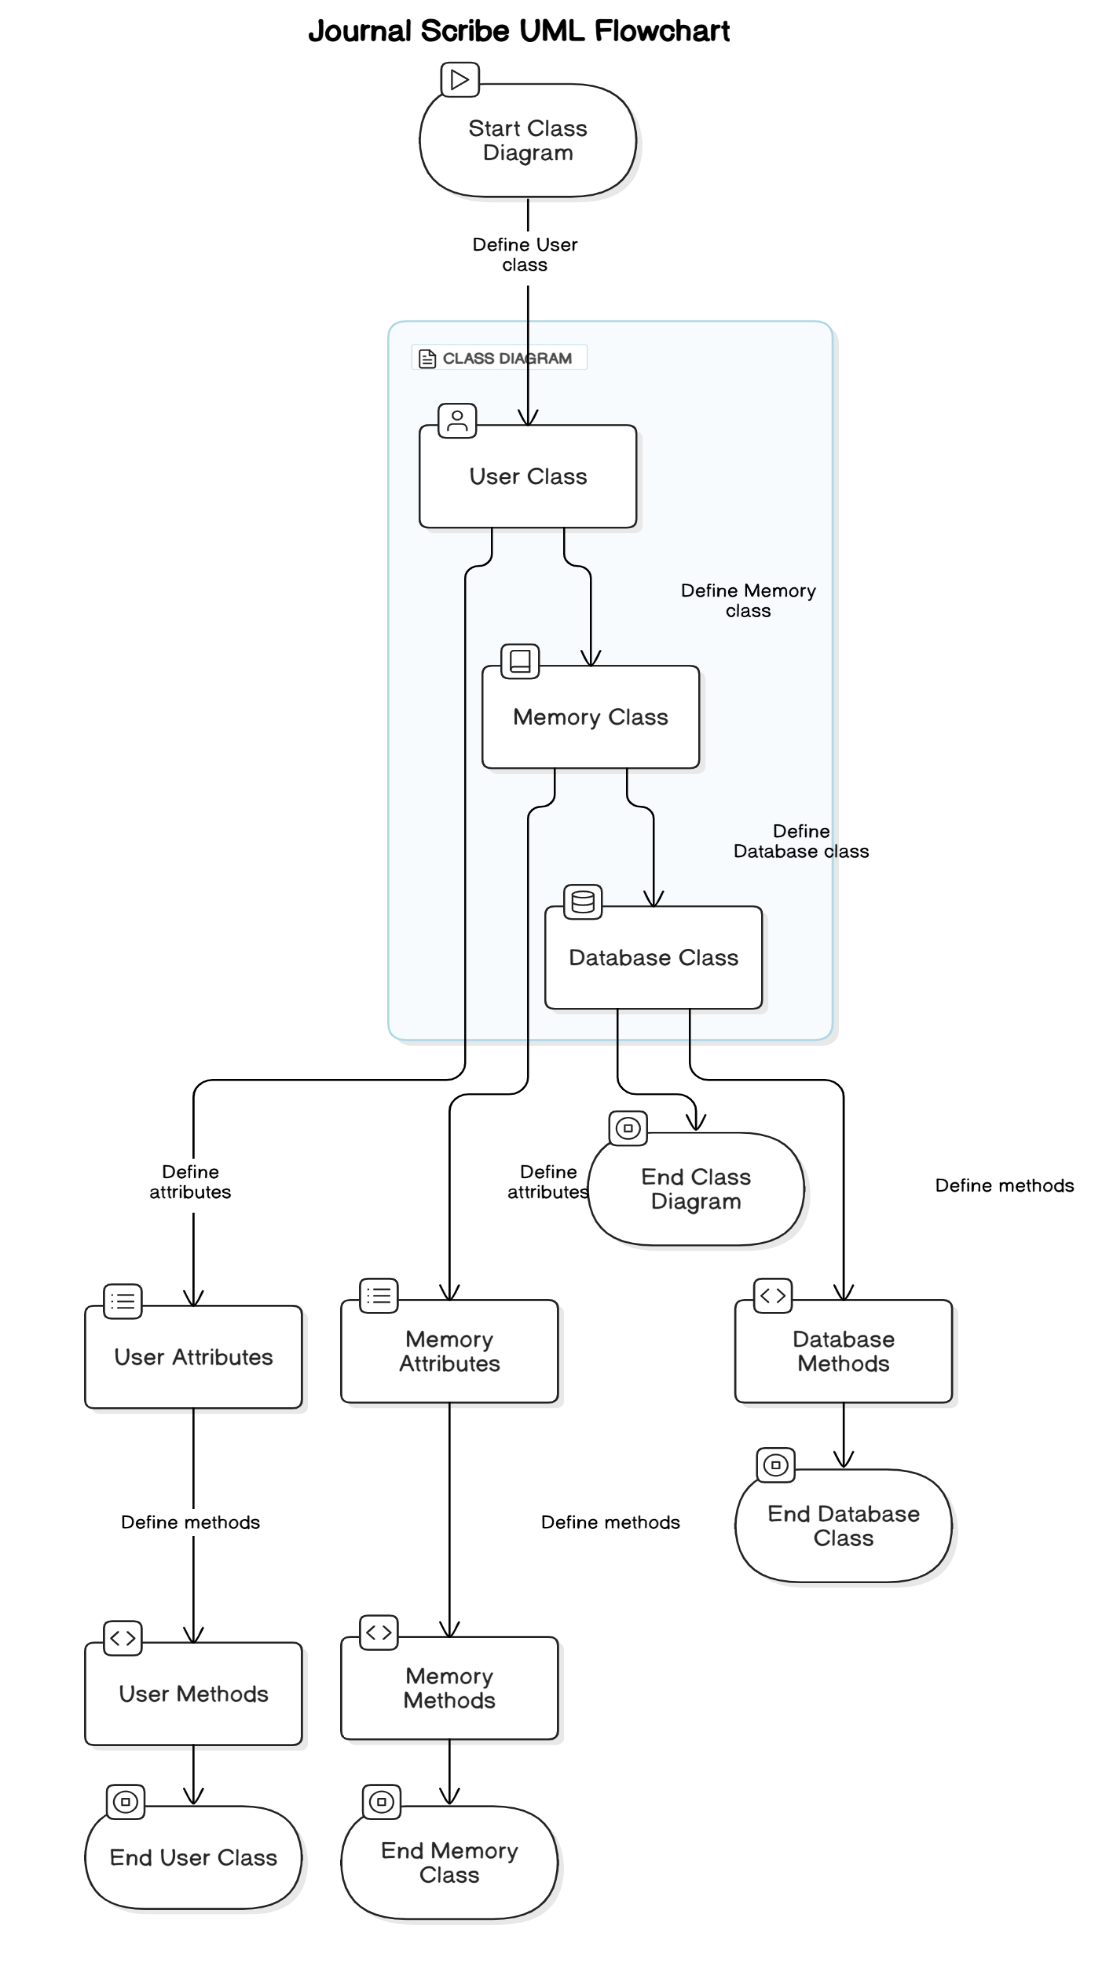 Journal Scribe UML Flowchart
Start Class
Diagram
Define User
class
CLASS DIAGRAM
User Class
Define Memory
class
Memory Class
Define
Database class
Database Class
Define
attributes
Define
attributes
End Class
Diagram
Define methods
User Attributes
Memory
Attributes
Database
Methods
Define methods
Define methods
End Database
Class
User Methods
Memory
Methods
End User Class
End Memory
Class